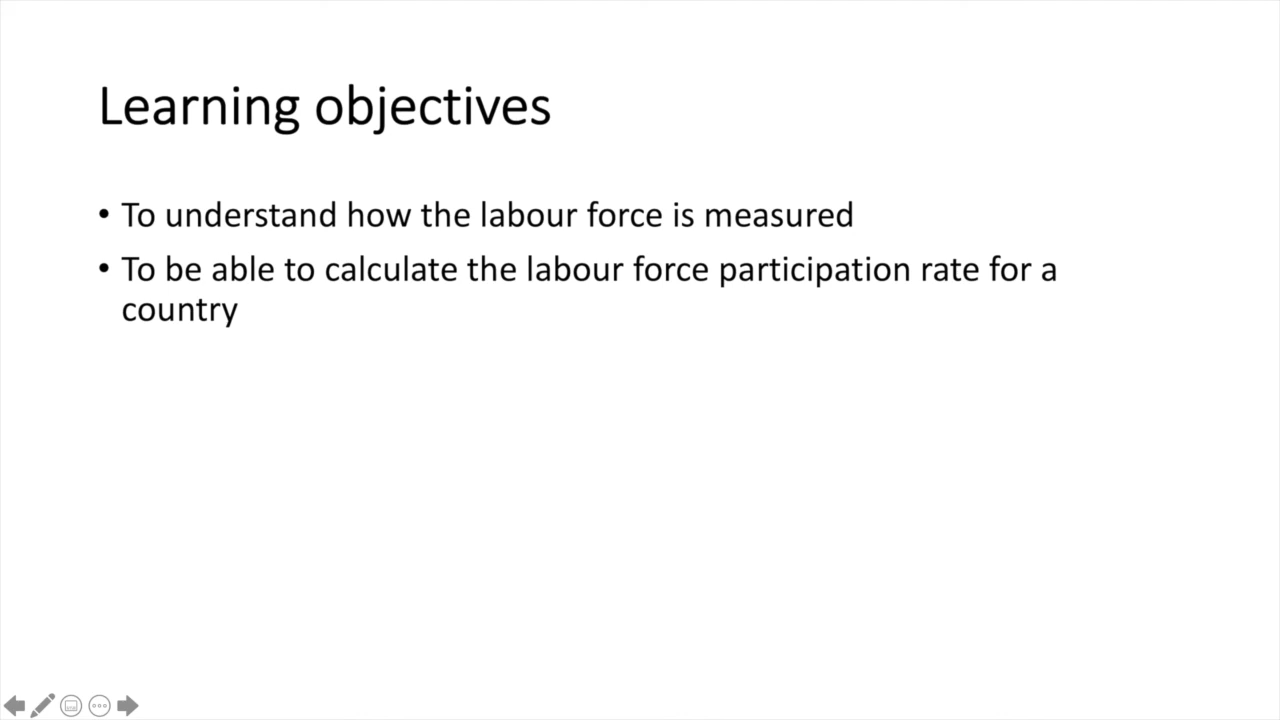 Learning objectives
• To understand how the labour force is measured
• To be able to calculate the labour force participation rate for a
country